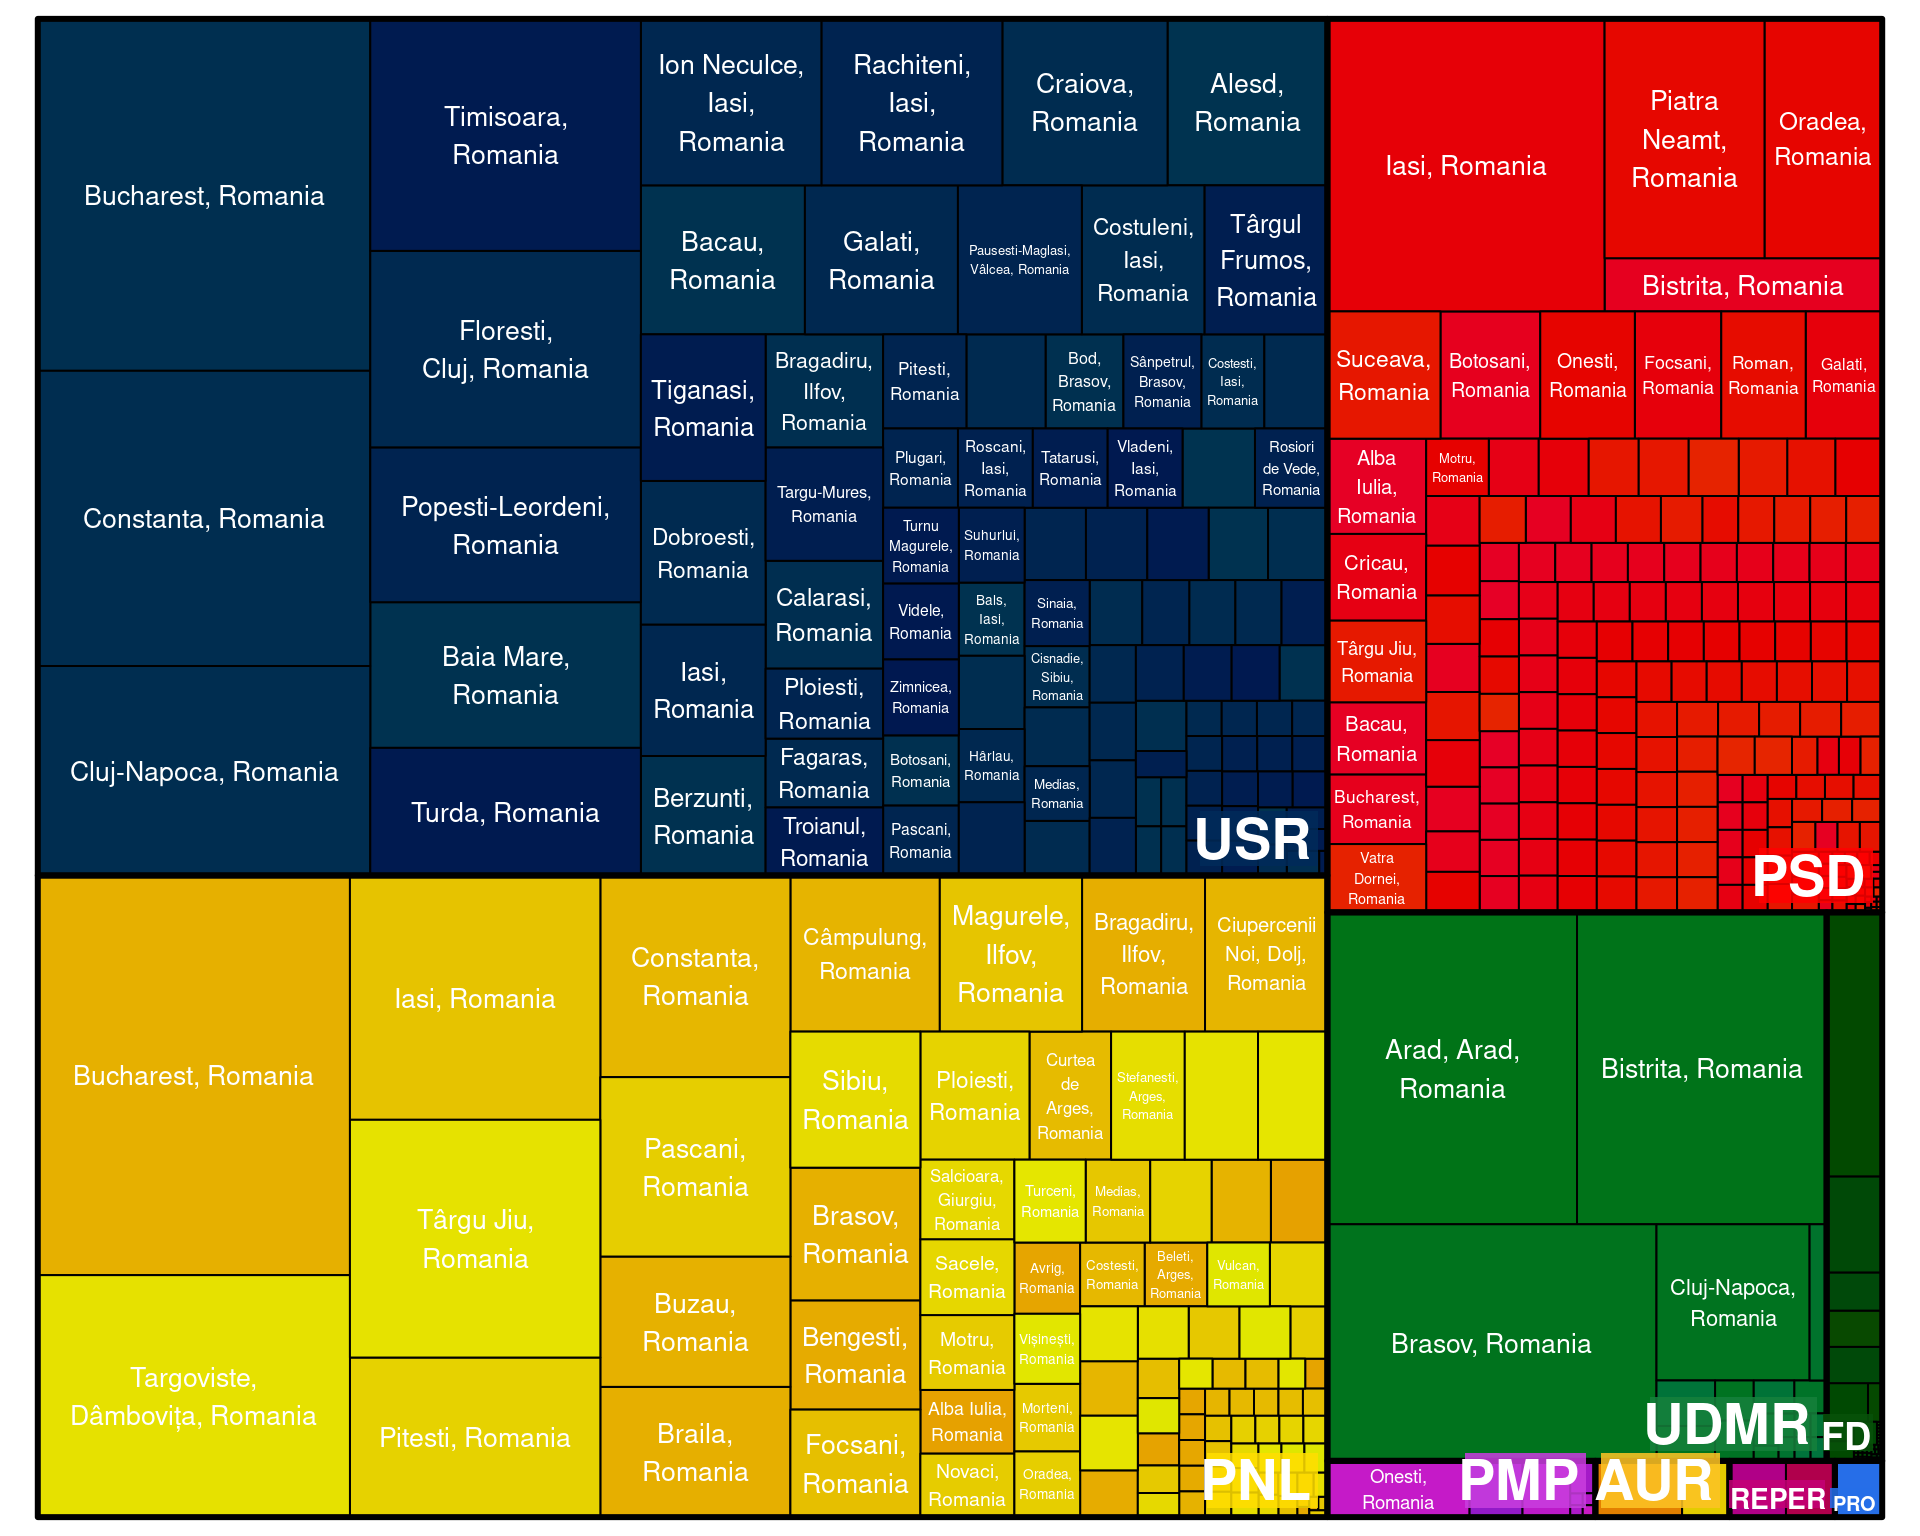 Bucharest, Romania
Constanta, Romania
Cluj-Napoca, Romania
Timisoara,
Romania
Floresti,
Cluj, Romania
Popesti-Leordeni,
Romania
Baia Mare,
Romania
Turda, Romania
Ion Neculce,
Iasi,
Romania
Rachiteni,
Iasi,
Romania
Craiova,
Romania
Alesd,
Romania
Bacau,
Romania
Galati,
Romania
Pausesti-Maglasi,
Vâlcea, Romania
Costuleni,
Iasi,
Romania
Târgul
Frumos,
Romania
Tiganasi,
Romania
Dobroesti,
Romania
Iasi,
Romania
Berzunti,
Romania
Bragadiru,
Ilfov,
Romania
Targu-Mures,
Romania
Calarasi,
Romania
Ploiesti,
Romania
Fagaras,
Romania
Troianul,
Romania
Pitesti,
Romania
Bod,
Brasov,
Romania
Sânpetrul,
Brasov,
Romania
Costesti,
Iasi,
Romania
Plugari,
Romania
Roscani,
Iasi,
Romania
Tatarusi,
Romania
Vladeni,
Iasi,
Romania
Rosiori
de Vede,
Romania
Turnu
Magurele,
Romania
Videle,
Romania
Zimnicea,
Romania
Botosani,
Romania
Pascani,
Romania
Suhurlui,
Romania
Bals,
Iasi,
Romania
Hârlau,
Romania
Sinaia,
Romania
Cisnadie,
Sibiu,
Romania
Medias,
Romania
USR
Iasi, Romania
Piatra
Neamt,
Romania
Oradea,
Romania
Bistrita, Romania
Suceava,
Romania
Botosani,
Romania
Onesti,
Romania
Focsani,
Romania
Roman,
Romania
Galati,
Romania
Alba
Iulia,
Romania
Motru,
Romania
Cricau,
Romania
Târgu Jiu,
Romania
Bacau,
Romania
Bucharest,
Romania
Vatra
Dornei,
Romania
PSD
Bucharest, Romania
Targoviste,
Dâmbovița, Romania
Iasi, Romania
Târgu Jiu,
Romania
Pitesti, Romania
Constanta,
Romania
Pascani,
Romania
Buzau,
Romania
Braila,
Romania
Câmpulung,
Romania
Magurele,
Ilfov,
Romania
Bragadiru,
Ilfov,
Romania
Ciupercenii
Noi, Dolj,
Romania
Sibiu,
Romania
Brasov,
Romania
Bengesti,
Romania
Focsani,
Romania
Ploiesti,
Romania
Curtea
de
Arges,
Romania
Stefanesti,
Arges,
Romania
Salcioara,
Giurgiu,
Romania
Sacele,
Romania
Motru,
Romania
Alba Iulia,
Romania
Novaci,
Romania
Turceni,
Romania
Medias,
Romania
Avrig,
Romania
Costesti,
Romania
Beleti,
Arges,
Romania
Vulcan,
Romania
Vișinești,
Romania
Morteni,
Romania
Oradea,
Romania
PNL
Arad, Arad,
Romania
Bistrita, Romania
Brasov, Romania
Cluj-Napoca,
Romania
UDMR
FD
Onesti,
Romania
PMP
AUR
REPER
PRO